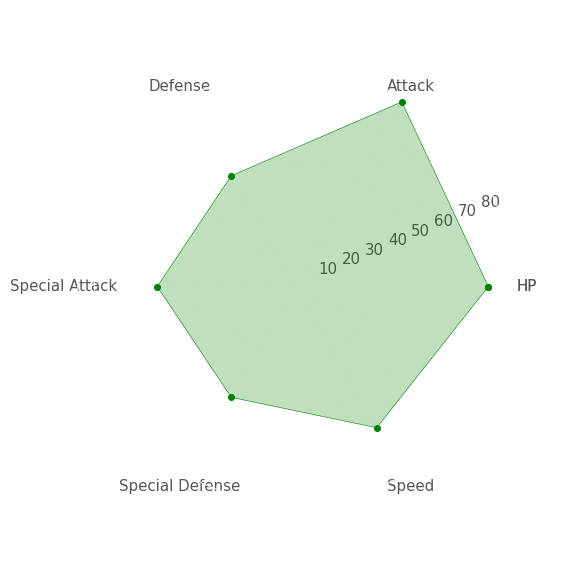 Defense
Attack
80
70
60
50
40
30
20
10
Special Attack
HP
Special Defense
Speed